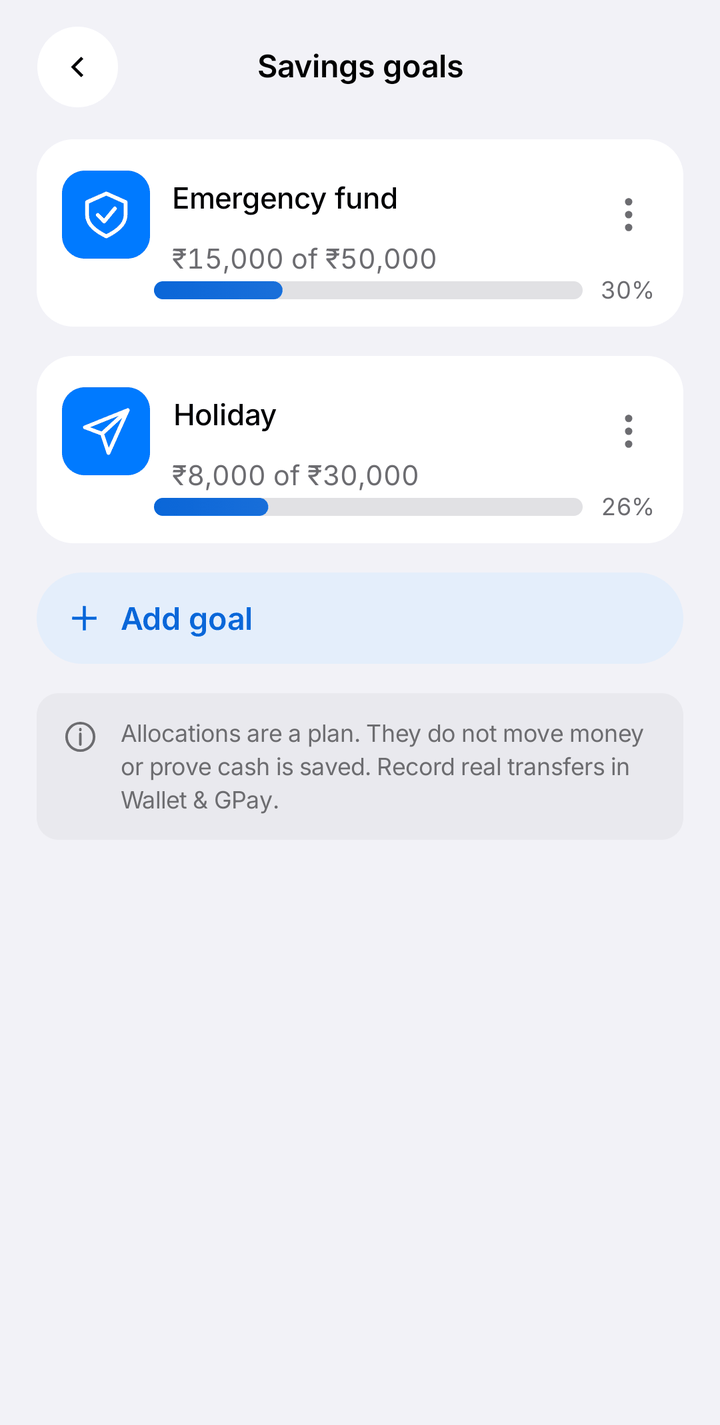 Savings goals
Emergency fund
₹15,000 of ₹50,000
30%
Holiday
₹8,000 of ₹30,000
26%
Add goal
Allocations are a plan. They do not move money
or prove cash is saved. Record real transfers in
Wallet & GPay.